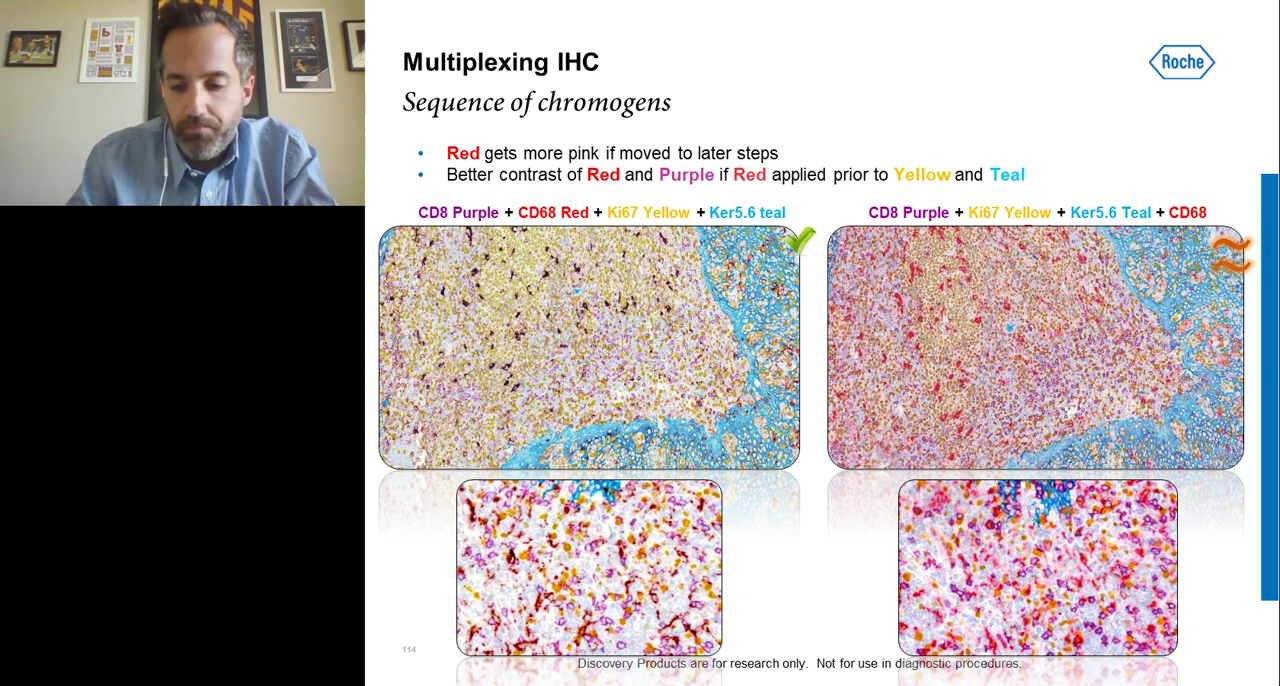 Multiplexing IHC
Roche
Sequence of chromogens
• Red gets more pink if moved to later steps
• Better contrast of Red and Purple if Red applied prior to Yellow and Teal
CD8 Purple + CD68 Red + Ki67 Yellow + Ker5.6 teal
CD8 Purple + Ki67 Yellow + Ker5.6 Teal + CD68
114
Discovery Products are for research only. Not for use in diagnostic procedures.